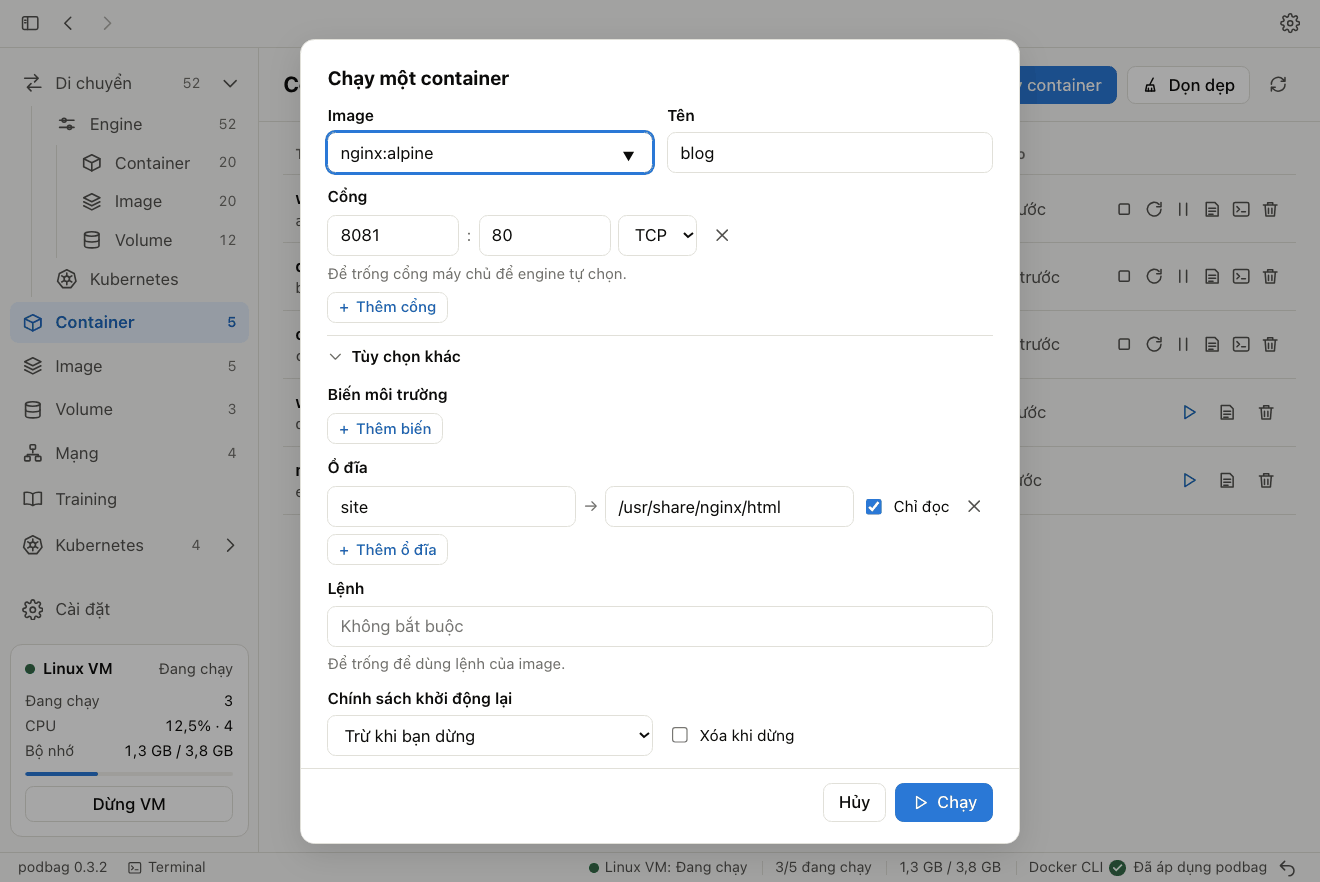 Di chuyển 52
Engine 52
Container 20
Image 20
Volume 12
Kubernetes
Container 5
Image 5
Volume 3
Mạng 4
Training
Kubernetes 4
Cài đặt
Linux VM Đang chạy
Đang chạy 3
CPU 12,5% · 4
Bộ nhớ 1,3 GB / 3,8 GB
Dừng VM
container
Dọn dẹp
trước
trước
Chạy một container
Image
Tên
nginx:alpine
blog
Cổng
8081 : 80 TCP
Để trống cổng máy chủ để engine tự chọn.
+ Thêm cổng
Tùy chọn khác
Biến môi trường
+ Thêm biến
Ổ đĩa
site → /usr/share/nginx/html Chỉ đọc
+ Thêm ổ đĩa
Lệnh
Không bắt buộc
Để trống để dùng lệnh của image.
Chính sách khởi động lại
Trừ khi bạn dừng Xóa khi dừng
Hủy Chạy
podbag 0.3.2 Terminal Linux VM: Đang chạy 3/5 đang chạy 1,3 GB / 3,8 GB Docker CLI Đã áp dụng podbag